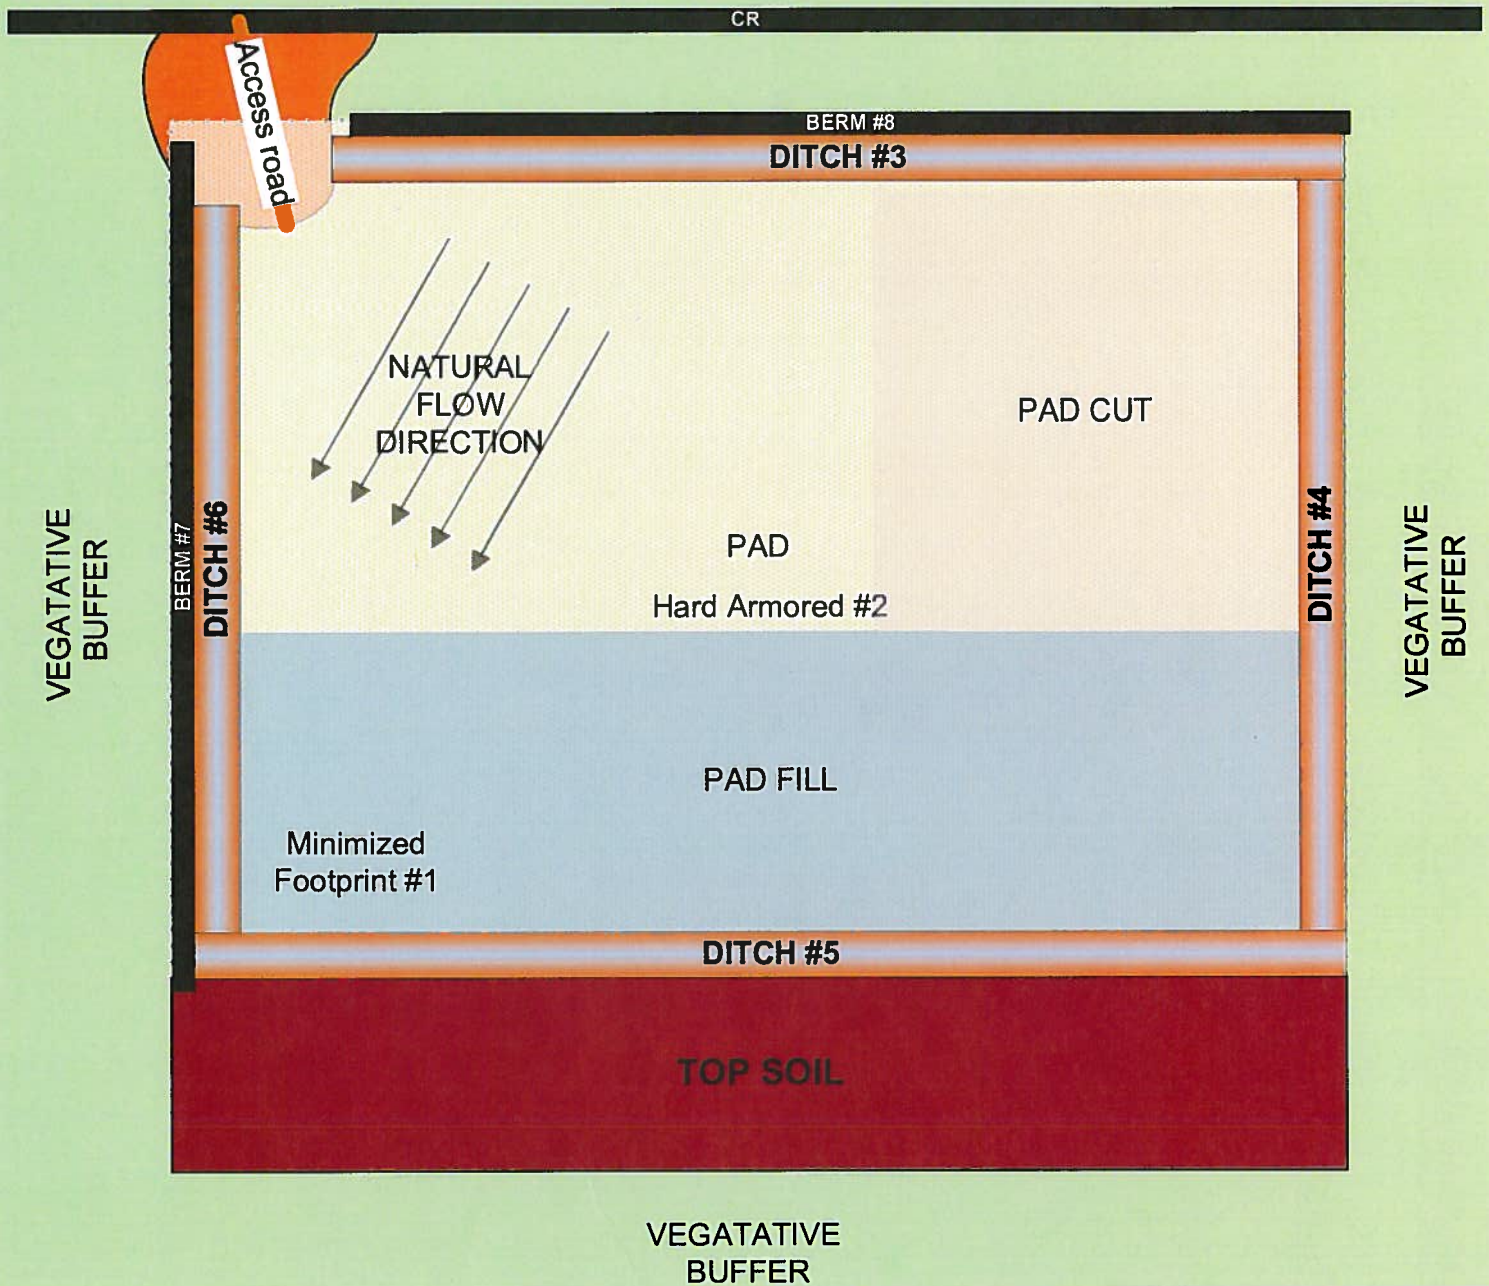 CR
Access road
BERM #8
DITCH #3
NATURAL
FLOW
DIRECTION
PAD CUT
VEGATATIVE
BUFFER
BERM #7
DITCH #6
PAD
Hard Armored #2
DITCH #4
VEGATATIVE
BUFFER
PAD FILL
Minimized
Footprint #1
DITCH #5
TOP SOIL
VEGATATIVE
BUFFER